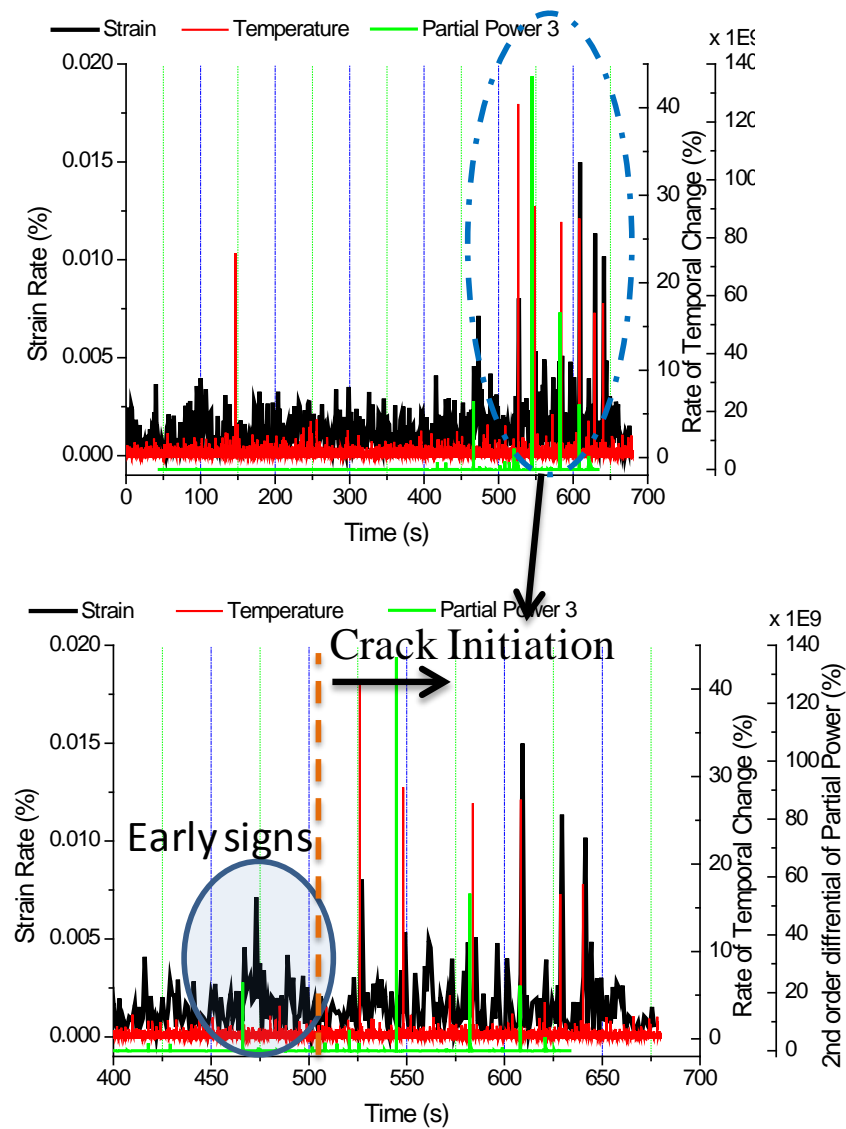 Strain Temperature Partial Power 3
x 1E9
0.020
0.015
0.010
0.005
0.000
Strain Rate (%)
0 100 200 300 400 500 600 700
Time (s)
40
30
20
10
0
Rate of Temporal Change (%)
140
120
100
80
60
40
20
0
Strain Temperature Partial Power 3
x 1E9
Crack Initiation
Early signs
0.020
0.015
0.010
0.005
0.000
Strain Rate (%)
400 450 500 550 600 650 700
Time (s)
40
30
20
10
0
Rate of Temporal Change (%)
140
120
100
80
60
40
20
0
2nd order diffrential of Partial Power (%)